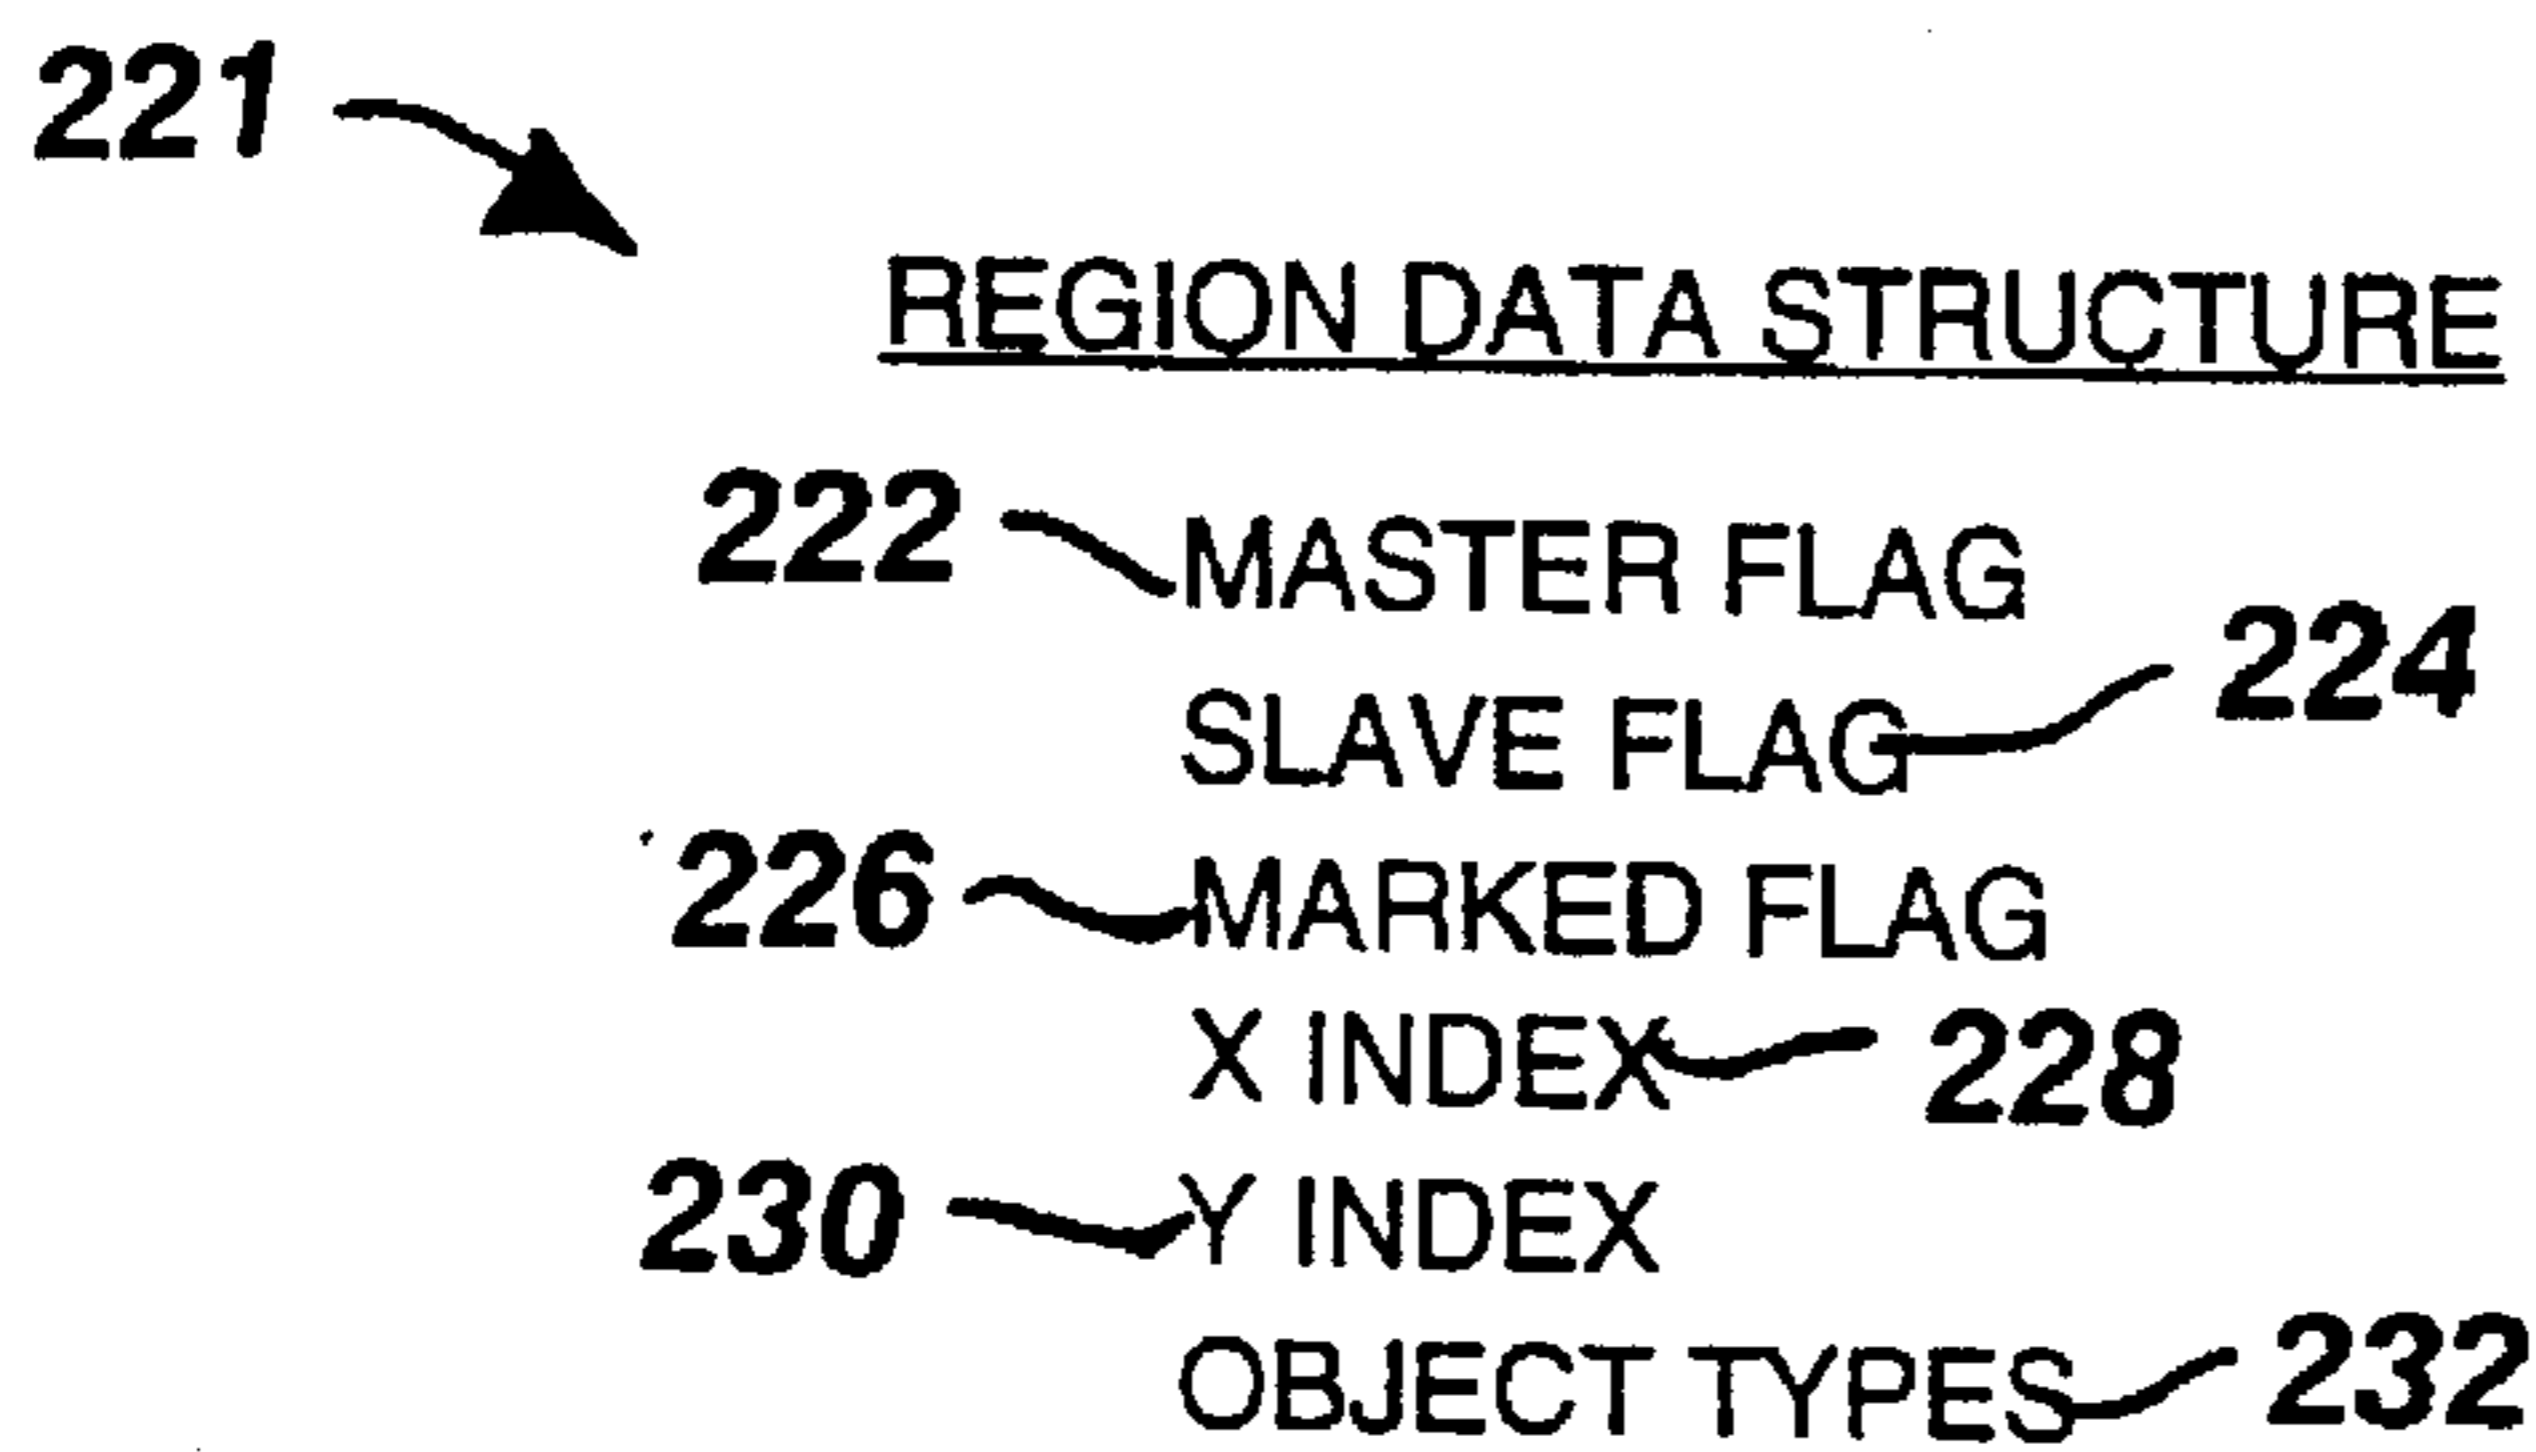 221
REGION DATA STRUCTURE
222 MASTER FLAG
SLAVE FLAG 224
226 MARKED FLAG
X INDEX 228
230 Y INDEX
OBJECT TYPES 232